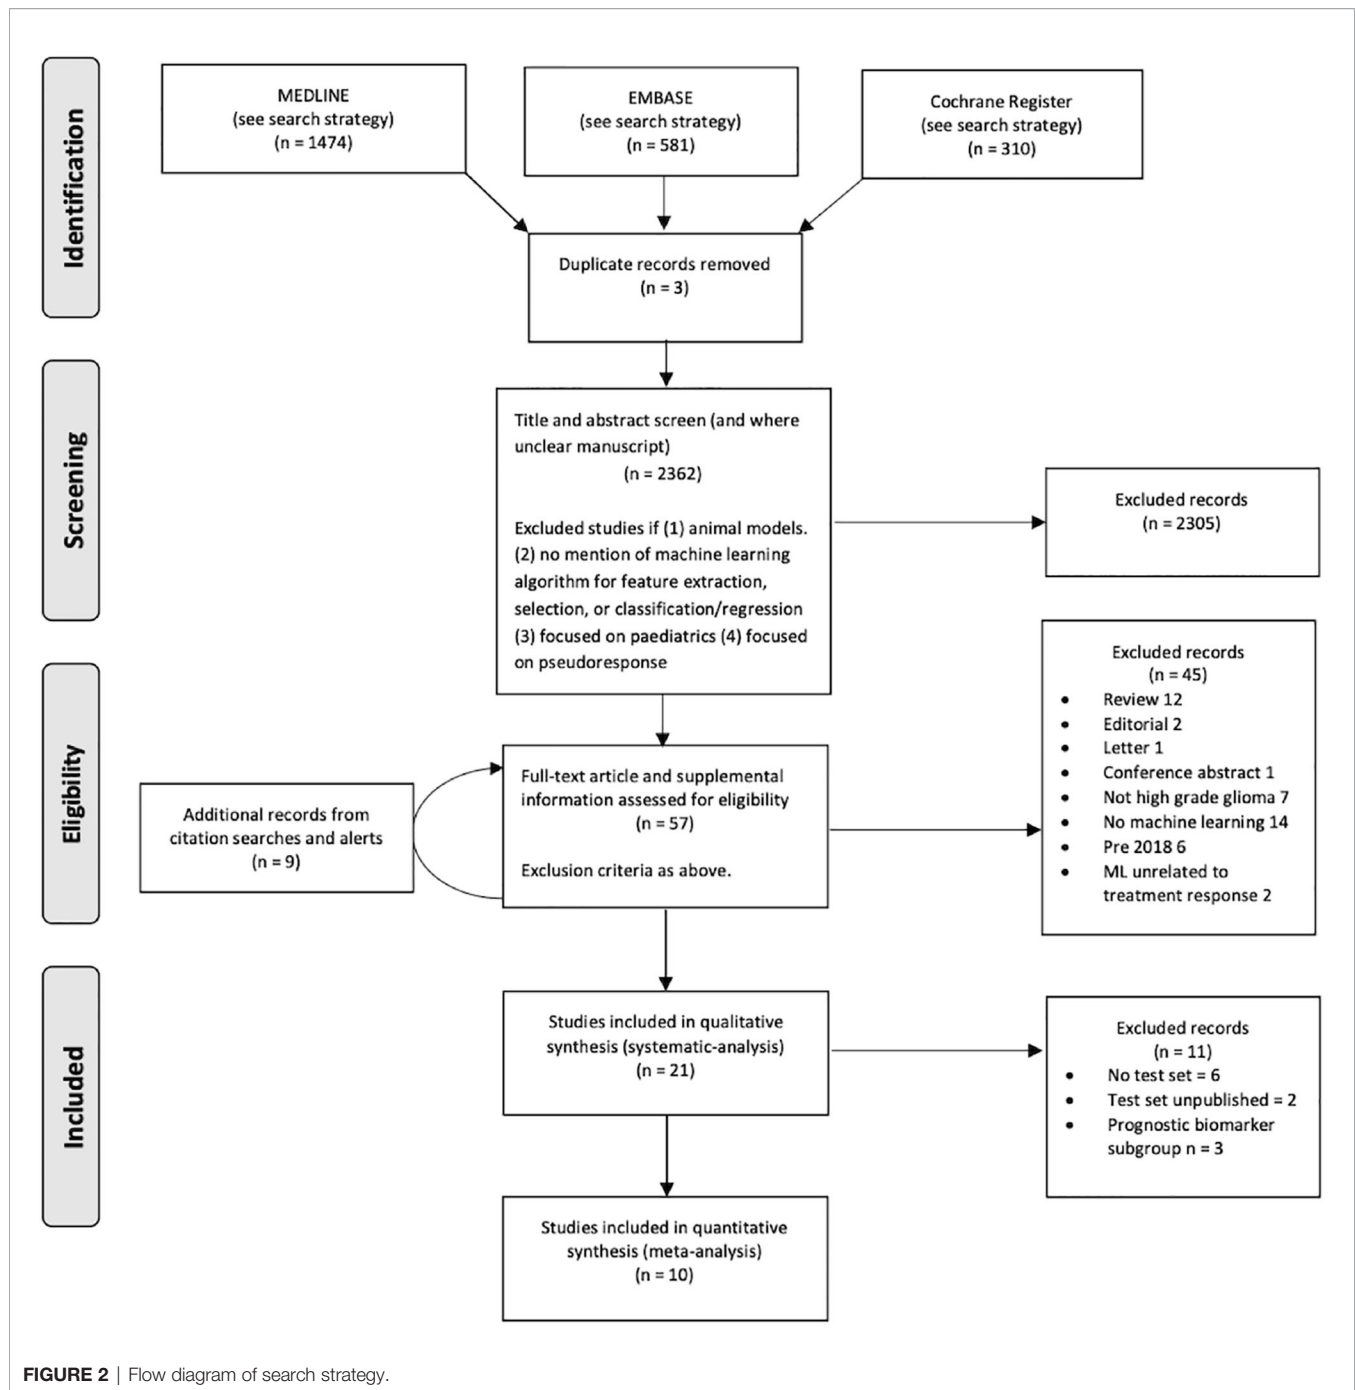 Identification
MEDLINE
(see search strategy)
(n = 1474)
EMBASE
(see search strategy)
(n = 581)
Cochrane Register
(see search strategy)
(n = 310)
Duplicate records removed
(n = 3)
Screening
Title and abstract screen (and where
unclear manuscript)
(n = 2362)
Excluded studies if (1) animal models.
(2) no mention of machine learning
algorithm for feature extraction,
selection, or classification/regression
(3) focused on paediatrics (4) focused
on pseudoresponse
Excluded records
(n = 2305)
Eligibility
Additional records from
citation searches and alerts
(n = 9)
Full-text article and supplemental
information assessed for eligibility
(n = 57)
Exclusion criteria as above.
Excluded records
(n = 45)
• Review 12
• Editorial 2
• Letter 1
• Conference abstract 1
• Not high grade glioma 7
• No machine learning 14
• Pre 2018 6
• ML unrelated to
treatment response 2
Included
Studies included in qualitative
synthesis (systematic-analysis)
(n = 21)
Excluded records
(n = 11)
• No test set = 6
• Test set unpublished = 2
• Prognostic biomarker
subgroup n = 3
Studies included in quantitative
synthesis (meta-analysis)
(n = 10)
FIGURE 2 | Flow diagram of search strategy.